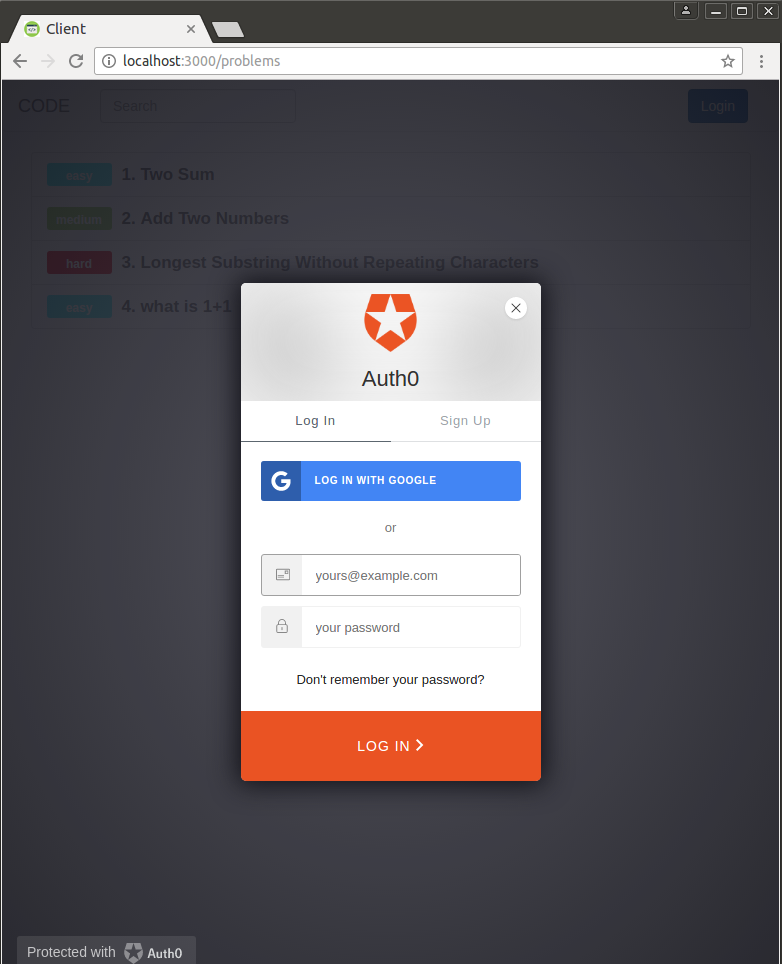 Client
localhost:3000/problems
CODE
Search
Login
easy 1. Two Sum
medium 2. Add Two Numbers
hard 3. Longest Substring Without Repeating Characters
easy 4. what is 1+1
Auth0
Log In Sign Up
LOG IN WITH GOOGLE
or
yours@example.com
your password
Don't remember your password?
LOG IN
Protected with Auth0